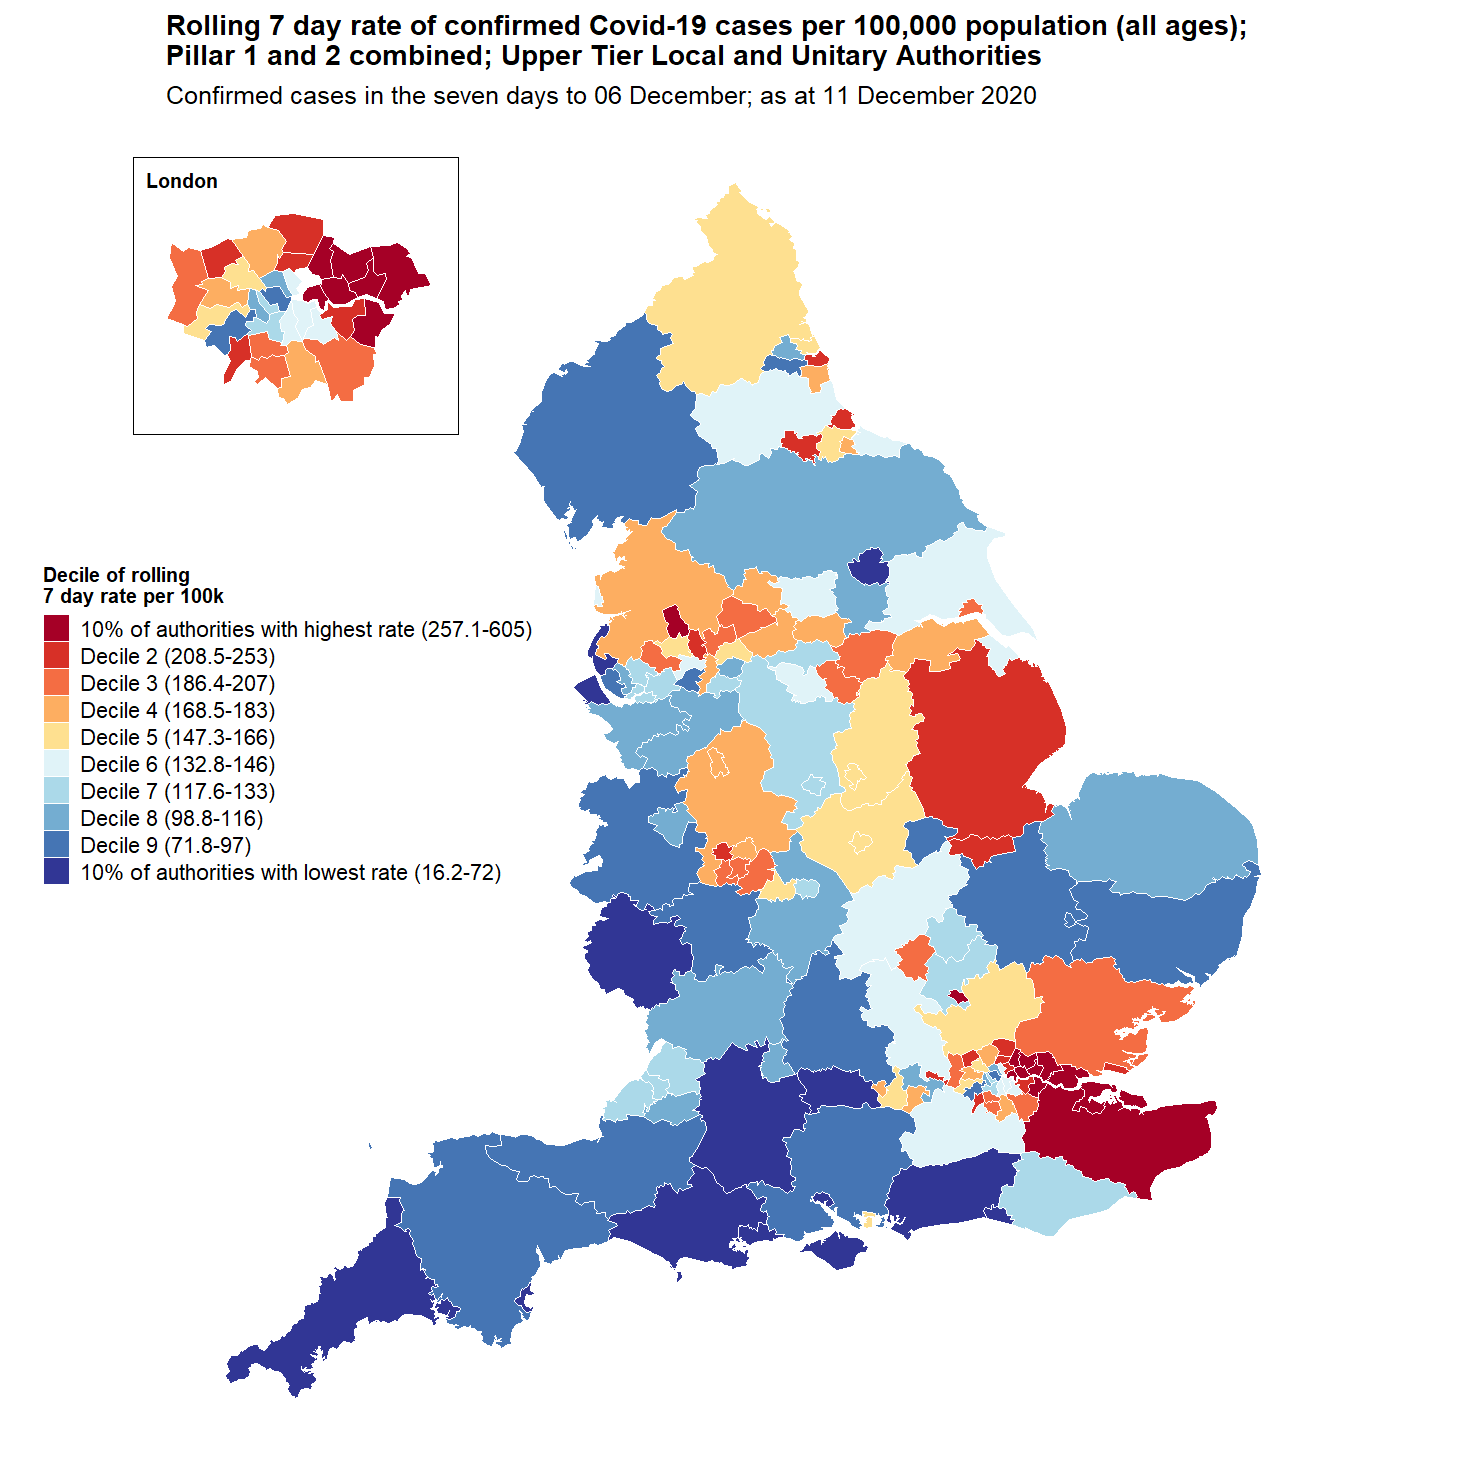 Rolling 7 day rate of confirmed Covid-19 cases per 100,000 population (all ages);
Pillar 1 and 2 combined; Upper Tier Local and Unitary Authorities
Confirmed cases in the seven days to 06 December; as at 11 December 2020
London
Decile of rolling
7 day rate per 100k
10% of authorities with highest rate (257.1-605)
Decile 2 (208.5-253)
Decile 3 (186.4-207)
Decile 4 (168.5-183)
Decile 5 (147.3-166)
Decile 6 (132.8-146)
Decile 7 (117.6-133)
Decile 8 (98.8-116)
Decile 9 (71.8-97)
10% of authorities with lowest rate (16.2-72)